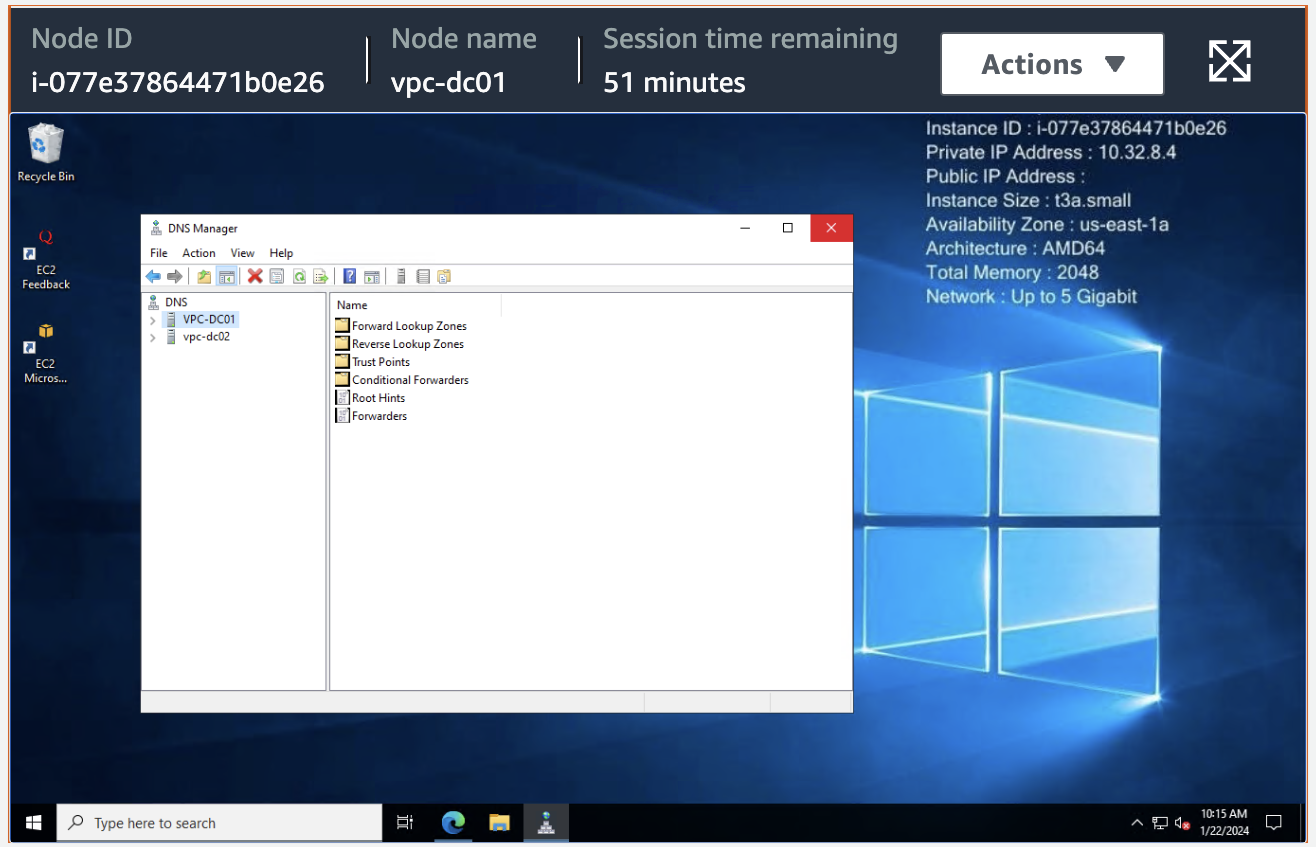 Node ID
i-077e37864471b0e26
Node name
vpc-dc01
Session time remaining
51 minutes
Actions
Recycle Bin
EC2
Feedback
EC2
Micros...
Instance ID : i-077e37864471b0e26
Private IP Address : 10.32.8.4
Public IP Address :
Instance Size : t3a.small
Availability Zone : us-east-1a
Architecture : AMD64
Total Memory : 2048
Network : Up to 5 Gigabit
DNS Manager
File Action View Help
DNS
VPC-DC01
vpc-dc02
Name
Forward Lookup Zones
Reverse Lookup Zones
Trust Points
Conditional Forwarders
Root Hints
Forwarders
Type here to search
10:15 AM
1/22/2024